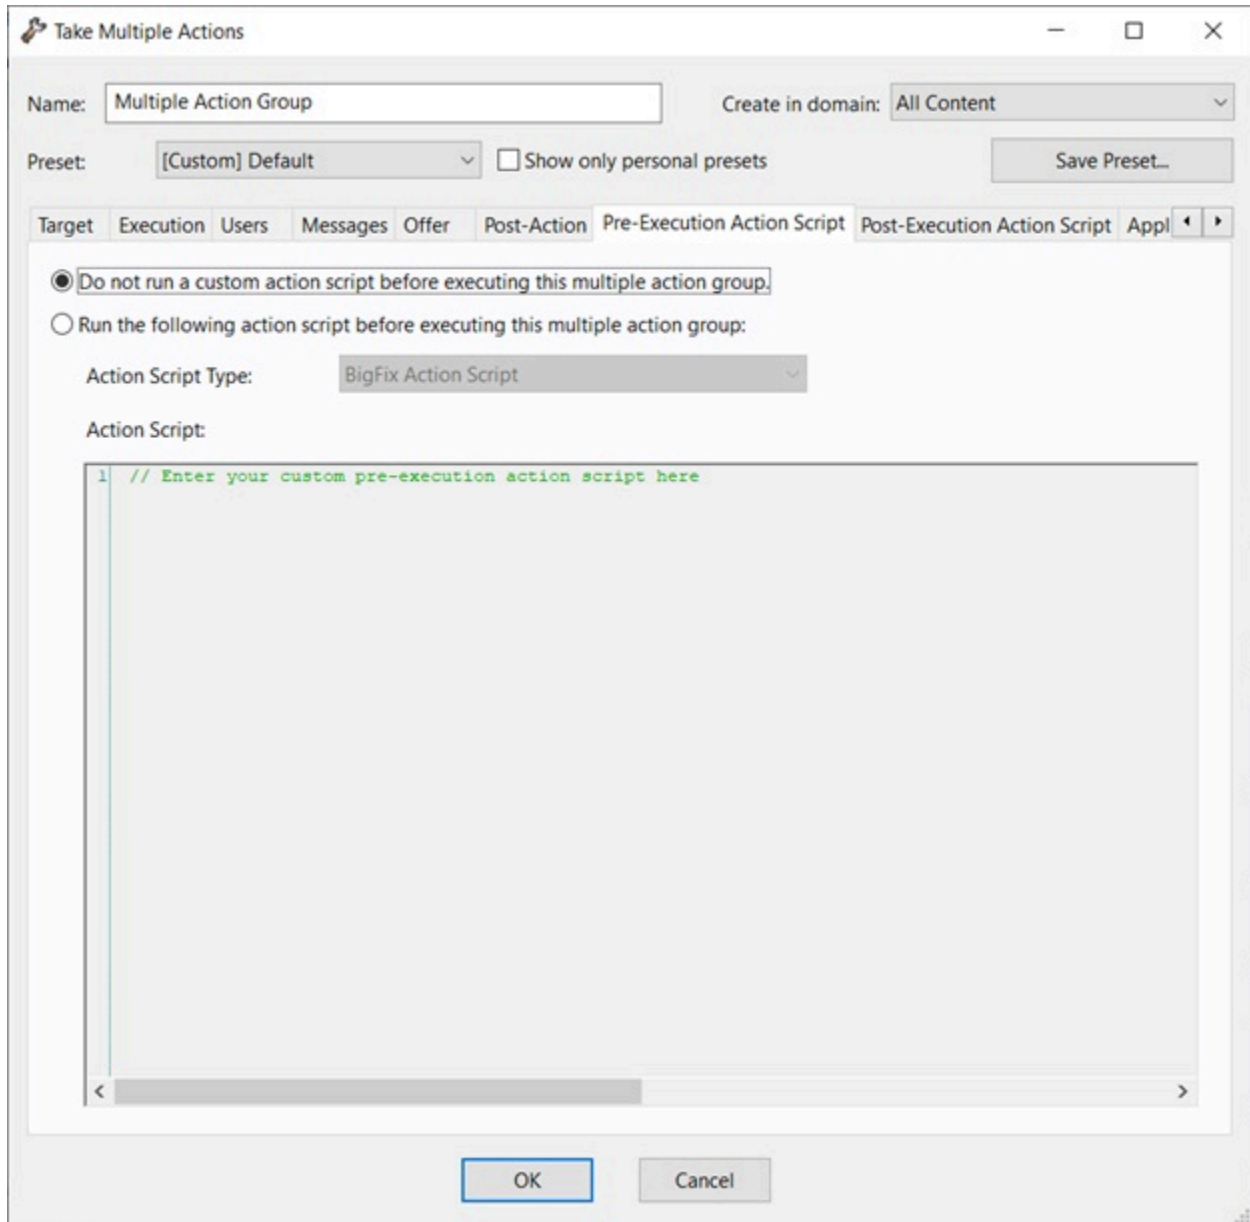 Take Multiple Actions
Name: Multiple Action Group Create in domain: All Content
Preset: [Custom] Default Show only personal presets Save Preset...
Target Execution Users Messages Offer Post-Action Pre-Execution Action Script Post-Execution Action Script Appl
Do not run a custom action script before executing this multiple action group.
Run the following action script before executing this multiple action group:
Action Script Type: BigFix Action Script
Action Script:
1 // Enter your custom pre-execution action script here
OK Cancel